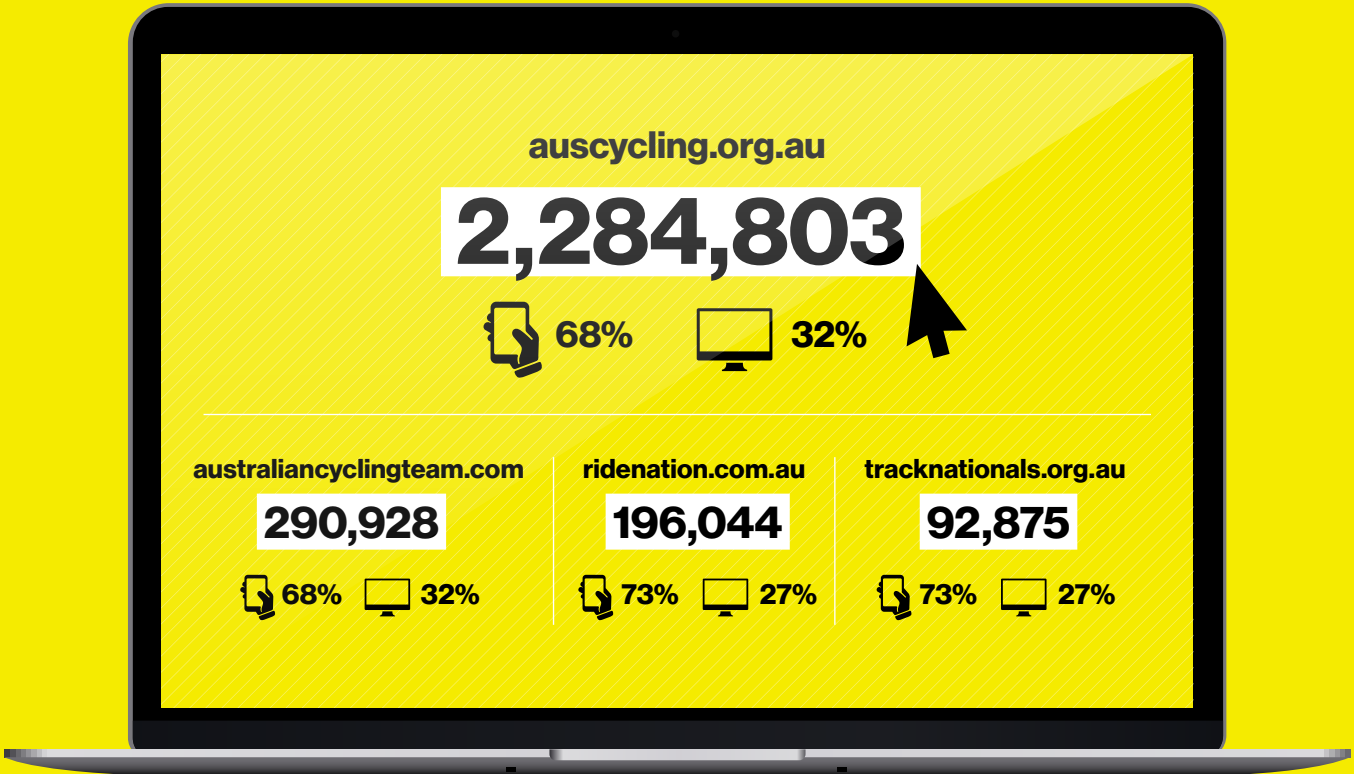 auscycling.org.au
2,284,803
68% 32%
australiancyclingteam.com
290,928
68% 32%
ridenation.com.au
196,044
73% 27%
tracknationals.org.au
92,875
73% 27%